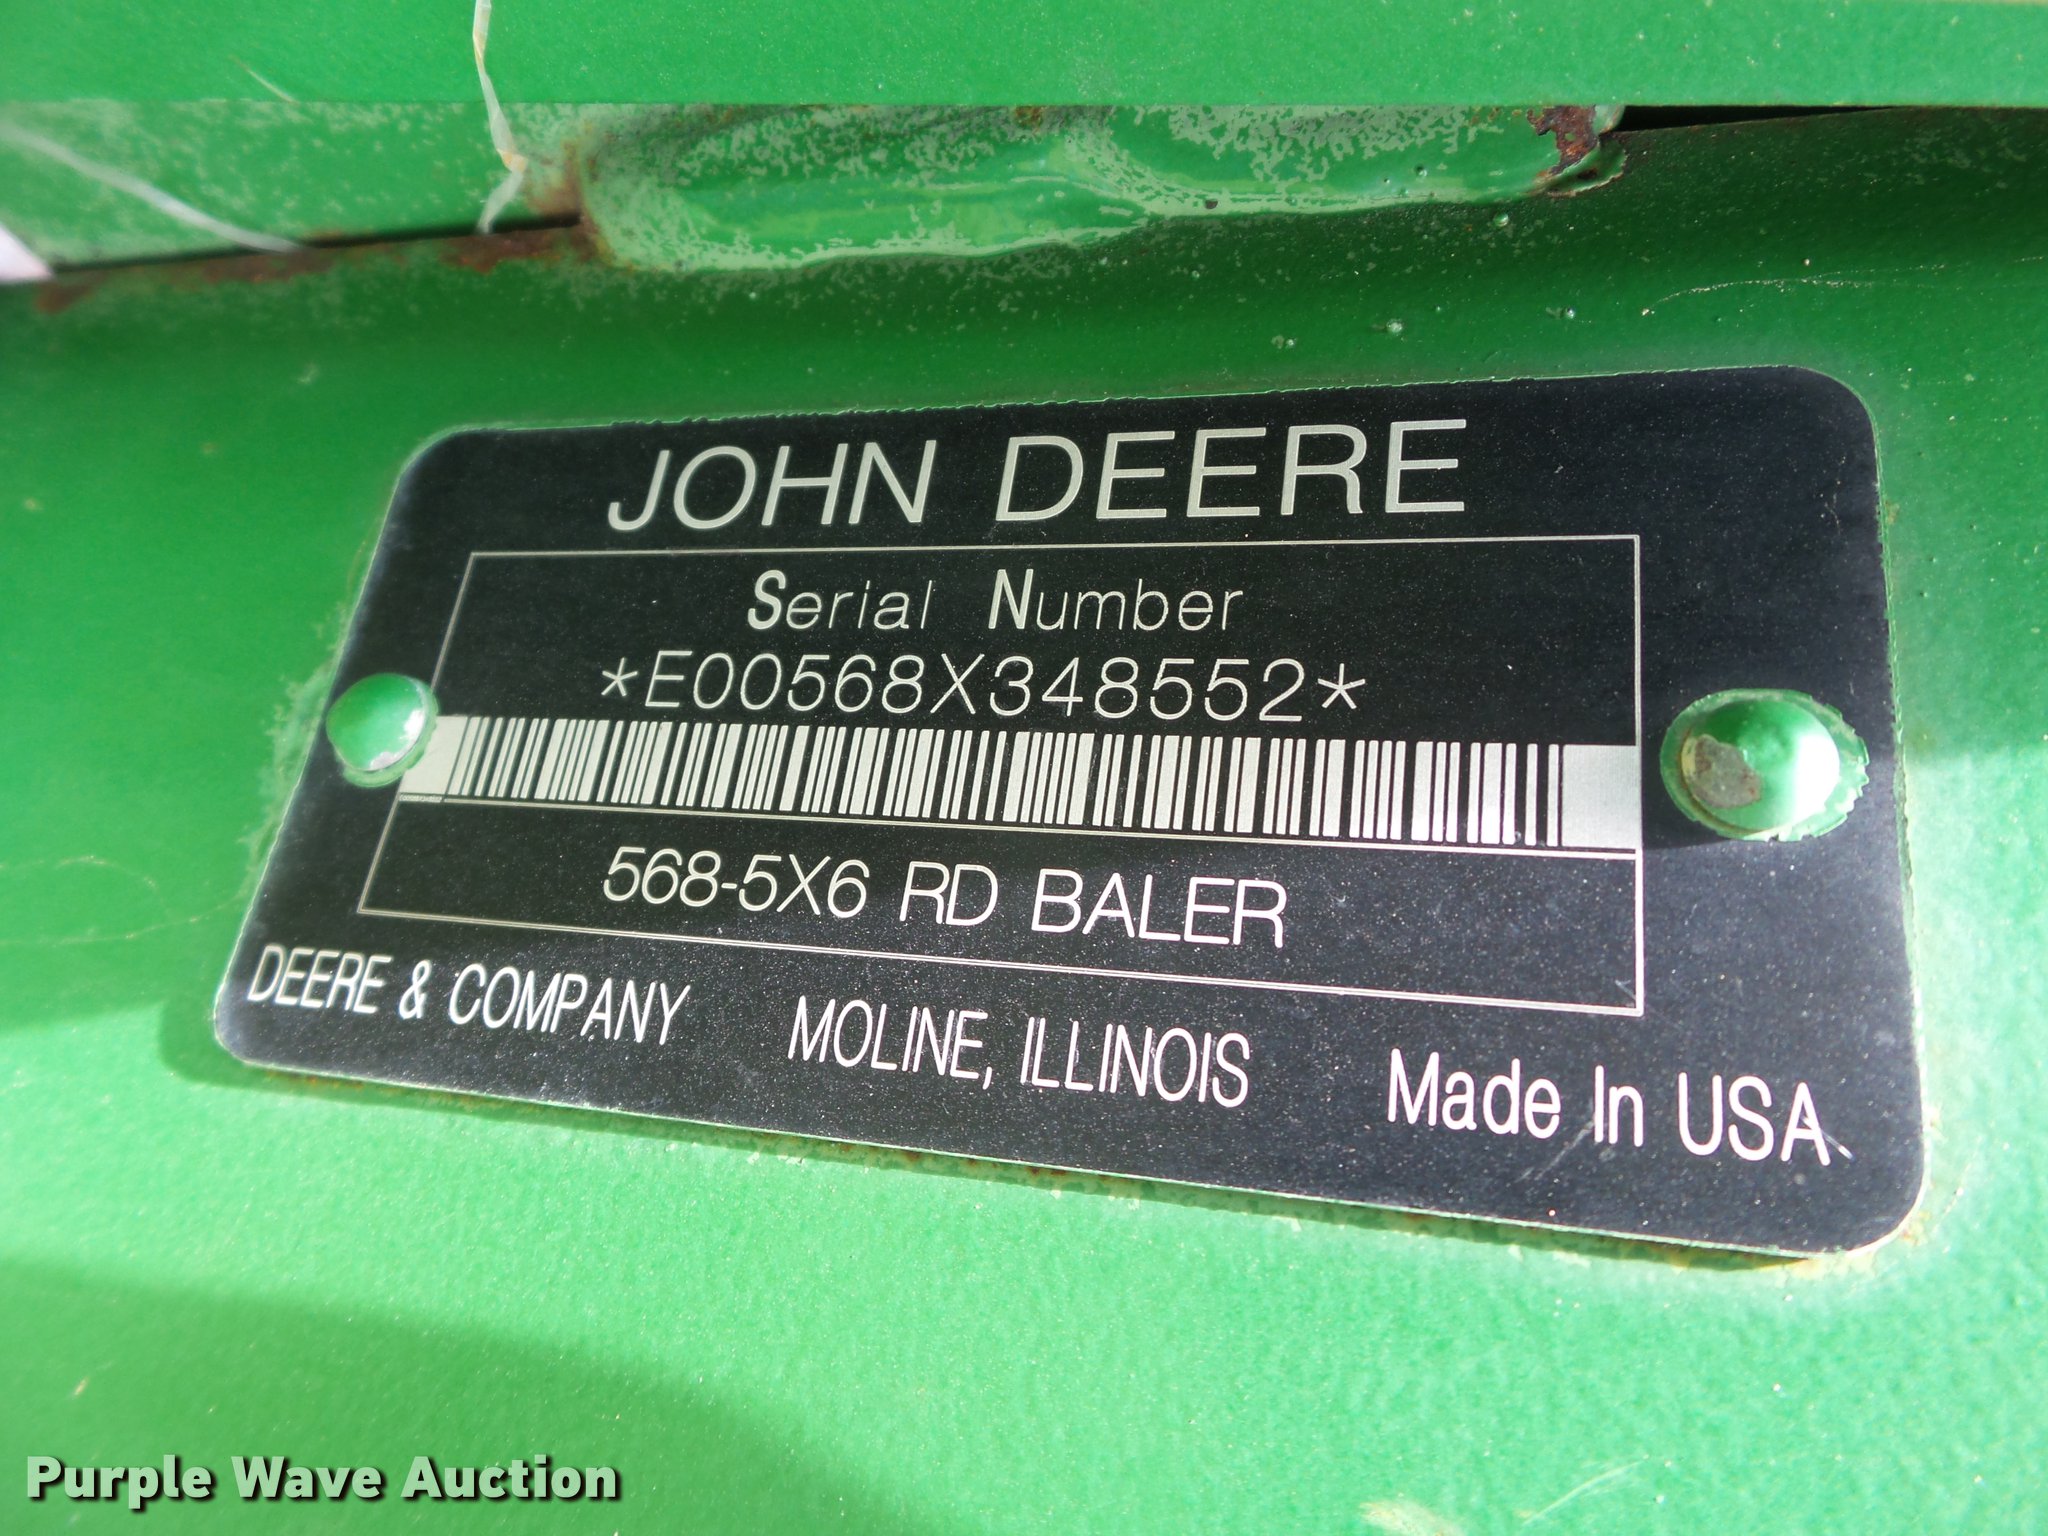 JOHN DEERE
Serial Number
*E00568X348552*
568-5X6 RD BALER
DEERE & COMPANY MOLINE, ILLINOIS Made In USA
Purple Wave Auction